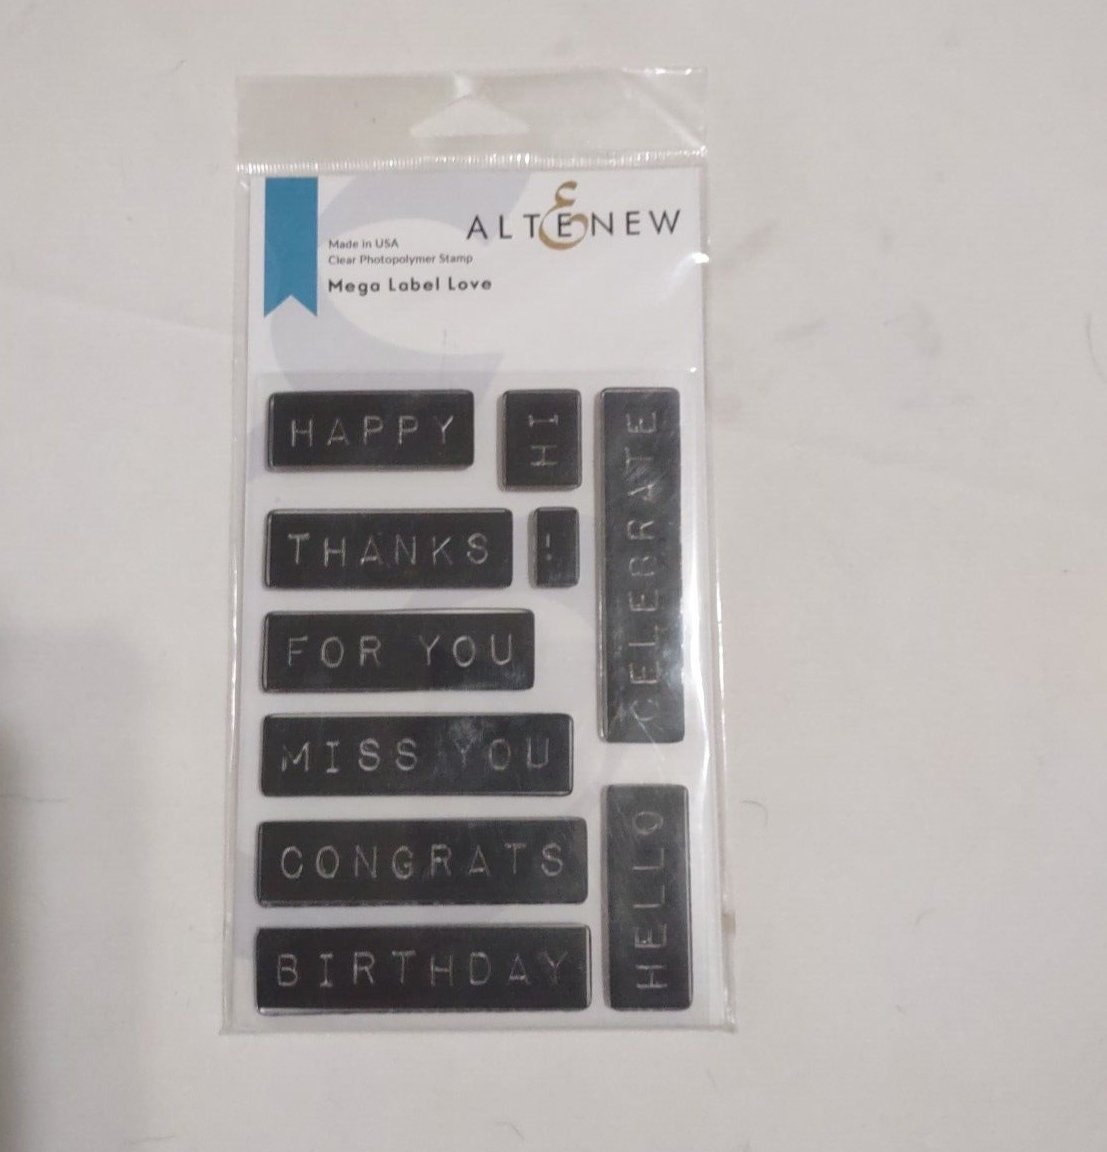 ALTENEW
Made in USA
Clear Photopolymer Stamp
Mega Label Love
HAPPY
HI
CELEBRATE
THANKS
!
FOR YOU
MISS YOU
CONGRATS
HELLO
BIRTHDAY